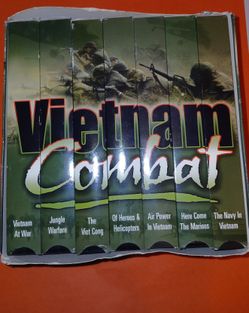 Vietnam
Combat
Vietnam
At War
Jungle
Warfare
The
Viet Cong
Of Heroes &
Helicopters
Air Power
In Vietnam
Here Come
The Marines
The Navy In
Vietnam